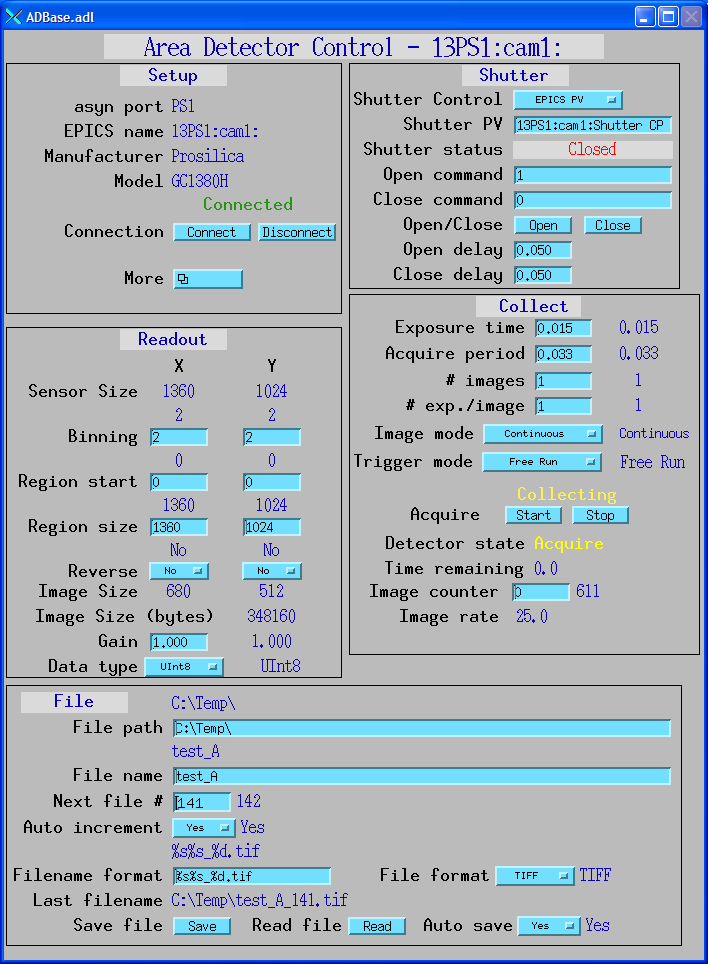 ADBase.adl
Area Detector Control - 13PS1:cam1:
Setup
asyn port PS1
EPICS name 13PS1:cam1:
Manufacturer Prosilica
Model GC1380H
Connected
Connection Connect Disconnect
More
Shutter
Shutter Control EPICS PV
Shutter PV 13PS1:cam1:Shutter CP
Shutter status Closed
Open command 1
Close command 0
Open/Close Open Close
Open delay 0.050
Close delay 0.050
Readout
X Y
Sensor Size 1360 1024
2 2
Binning 2 2
0 0
Region start 0 0
1360 1024
Region size 1360 1024
No No
Reverse No No
Image Size 680 512
Image Size (bytes) 348160
Gain 1.000 1.000
Data type UInt8 UInt8
Collect
Exposure time 0.015 0.015
Acquire period 0.033 0.033
# images 1 1
# exp./image 1 1
Image mode Continuous Continuous
Trigger mode Free Run Free Run
Collecting
Acquire Start Stop
Detector state Acquire
Time remaining 0.0
Image counter 0 611
Image rate 25.0
File C:\Temp\
File path C:\Temp\
test_A
File name test_A
Next file # 141 142
Auto increment Yes Yes
%s%s_%d.tif
Filename format %s%s_%d.tif File format TIFF TIFF
Last filename C:\Temp\test_A_141.tif
Save file Save Read file Read Auto save Yes Yes